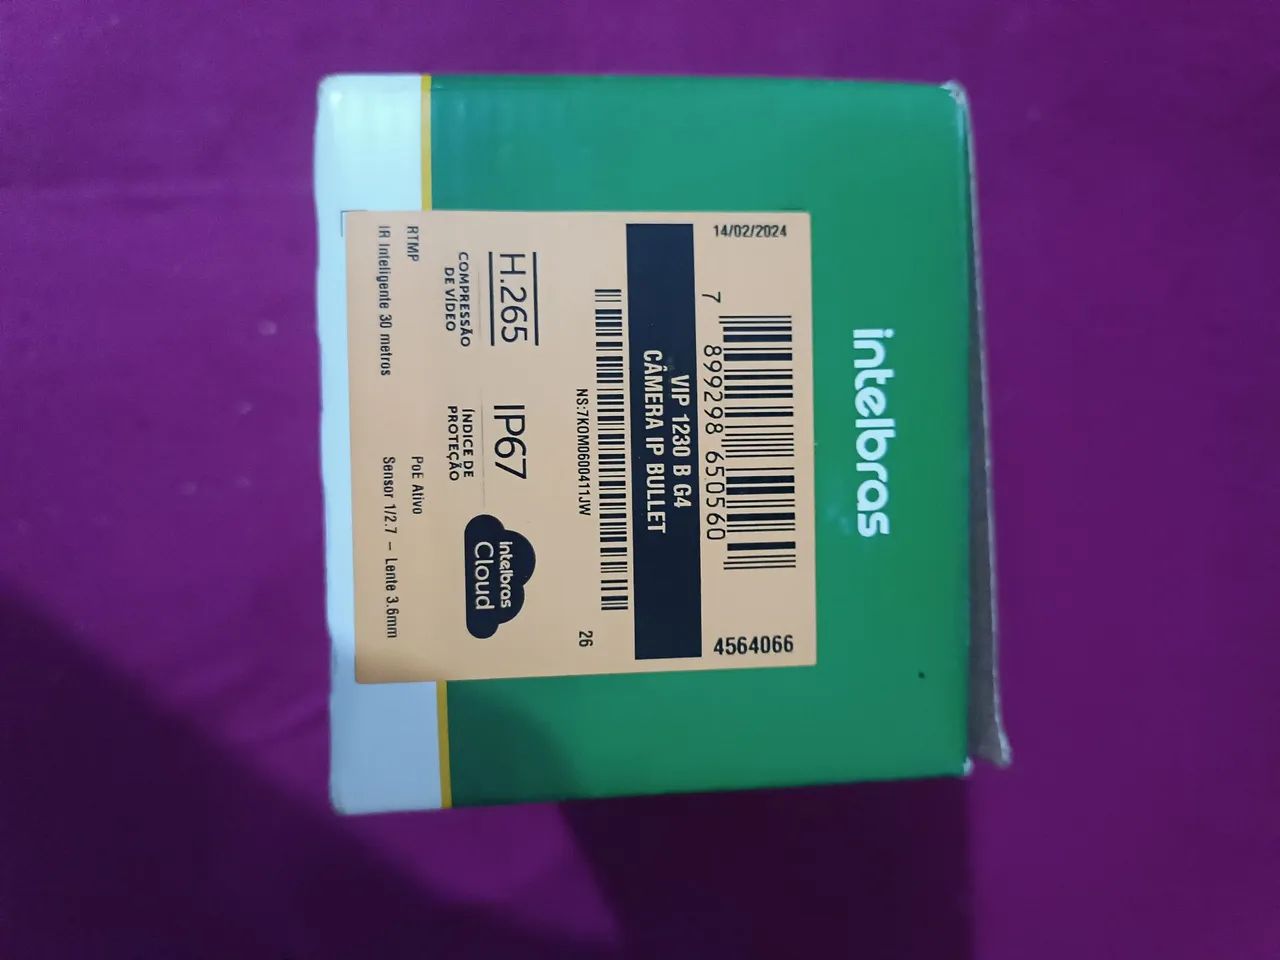 intelbras
14/02/2024
4564066
7 899298 650560
VIP 1230 B G4
CÂMERA IP BULLET
NS:7KOM0600411JW
26
H.265
COMPRESSÃO
DE VÍDEO
IP67
ÍNDICE DE
PROTEÇÃO
intelbras
Cloud
RTMP
PoE Ativo
IR Inteligente 30 metros
Sensor 1/2.7 – Lente 3.6mm